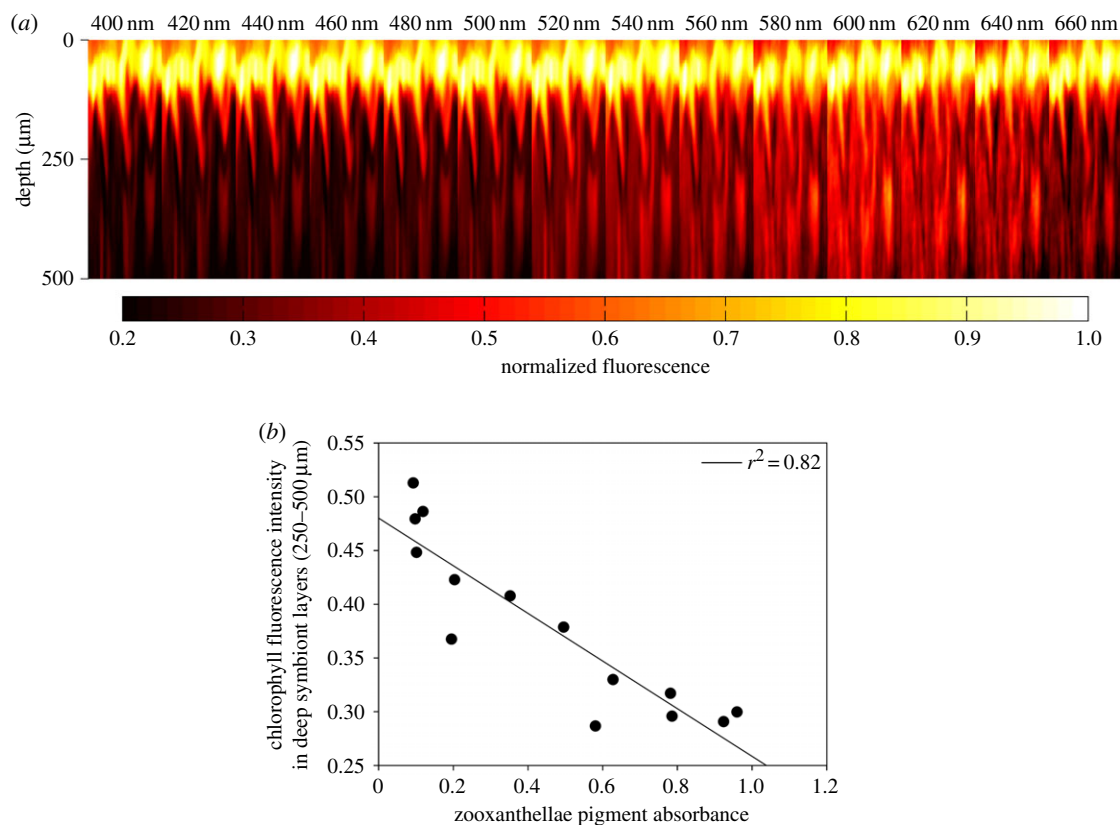 (a)
400 nm 420 nm 440 nm 460 nm 480 nm 500 nm 520 nm 540 nm 560 nm 580 nm 600 nm 620 nm 640 nm 660 nm
0
250
500
depth (μm)
0.2 0.3 0.4 0.5 0.6 0.7 0.8 0.9 1.0
normalized fluorescence
(b)
chlorophyll fluorescence intensity
in deep symbiont layers (250–500 μm)
0.55
0.50
0.45
0.40
0.35
0.30
0.25
r² = 0.82
0 0.2 0.4 0.6 0.8 1.0 1.2
zooxanthellae pigment absorbance